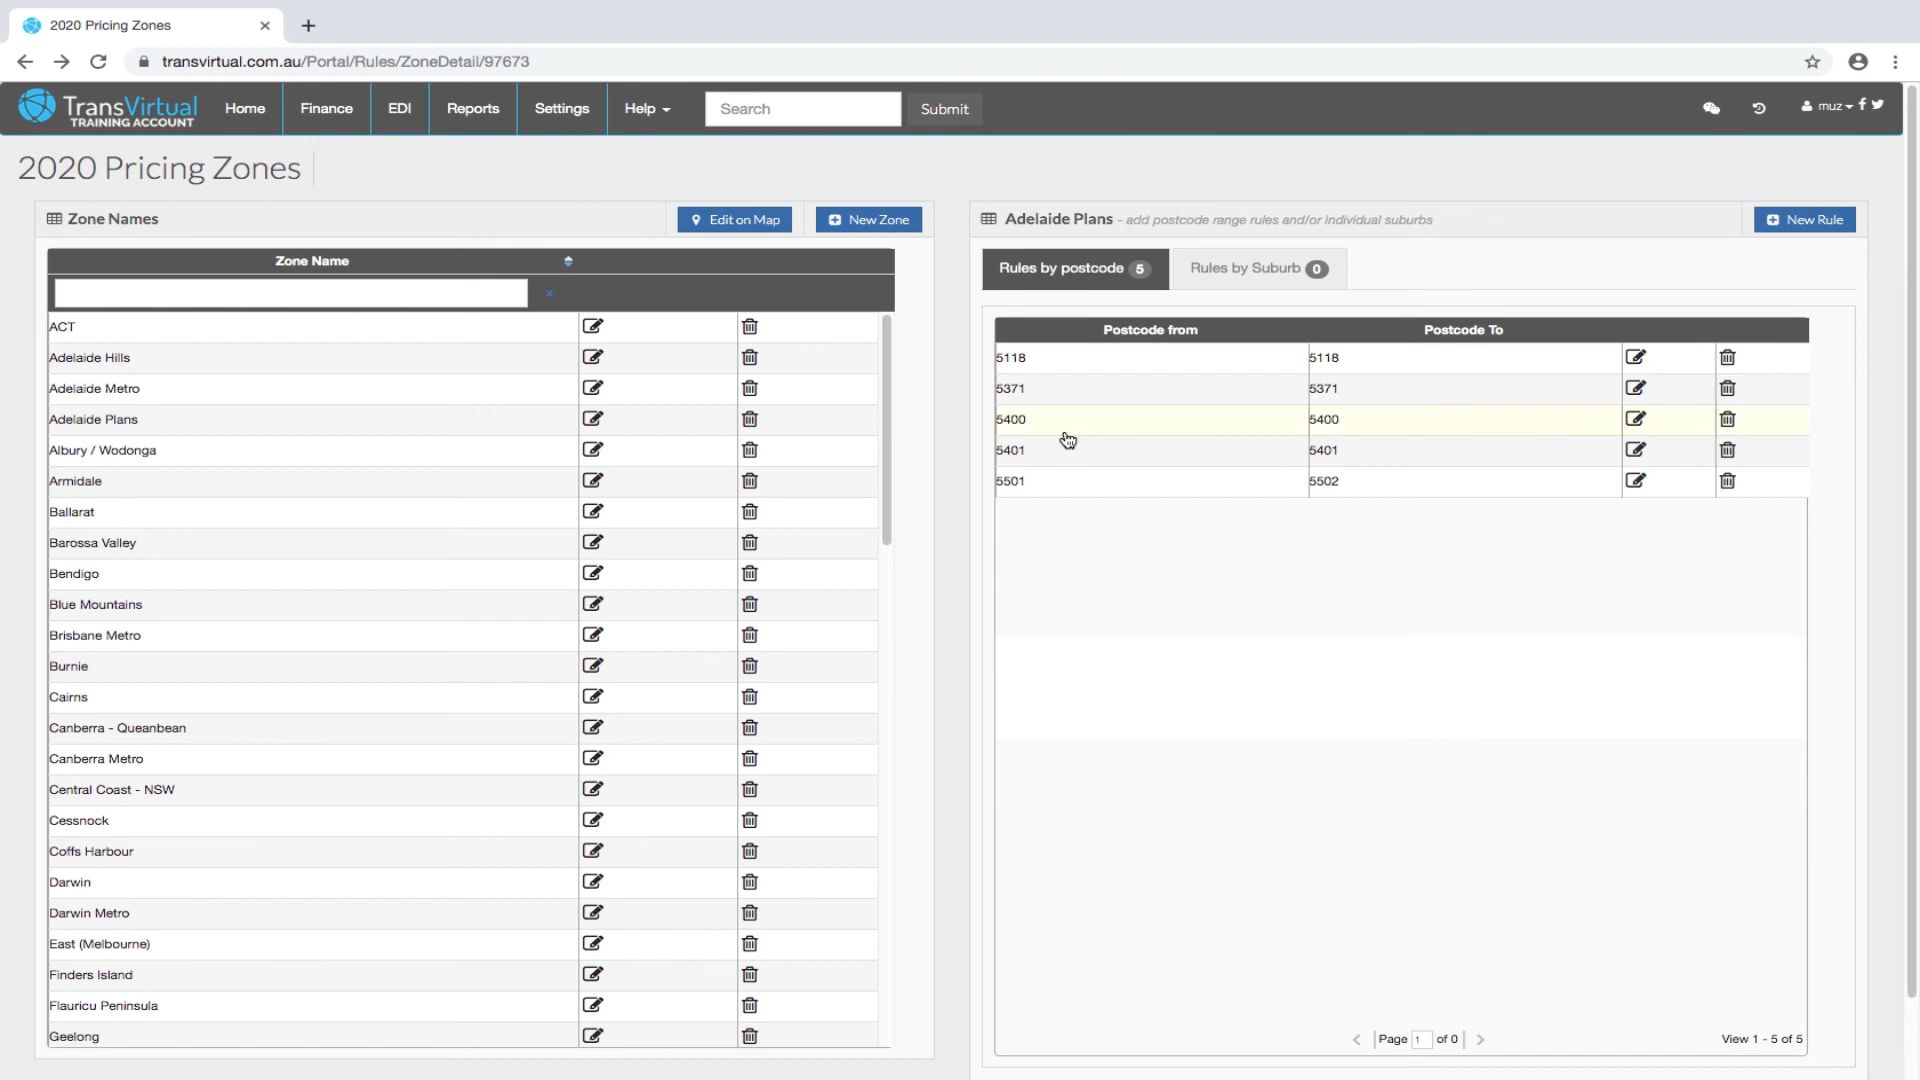 2020 Pricing Zones
transvirtual.com.au/Portal/Rules/ZoneDetail/97673
TransVirtual
TRAINING ACCOUNT
Home
Finance
EDI
Reports
Settings
Help
Search
Submit
muz
2020 Pricing Zones
Zone Names
Edit on Map
New Zone
Zone Name
x
ACT
Adelaide Hills
Adelaide Metro
Adelaide Plans
Albury / Wodonga
Armidale
Ballarat
Barossa Valley
Bendigo
Blue Mountains
Brisbane Metro
Burnie
Cairns
Canberra - Queanbean
Canberra Metro
Central Coast - NSW
Cessnock
Coffs Harbour
Darwin
Darwin Metro
East (Melbourne)
Finders Island
Flauricu Peninsula
Geelong
Adelaide Plans - add postcode range rules and/or individual suburbs
New Rule
Rules by postcode 5
Rules by Suburb 0
Postcode from Postcode To
5118 5118
5371 5371
5400 5400
5401 5401
5501 5502
Page 1 of 0
View 1 - 5 of 5